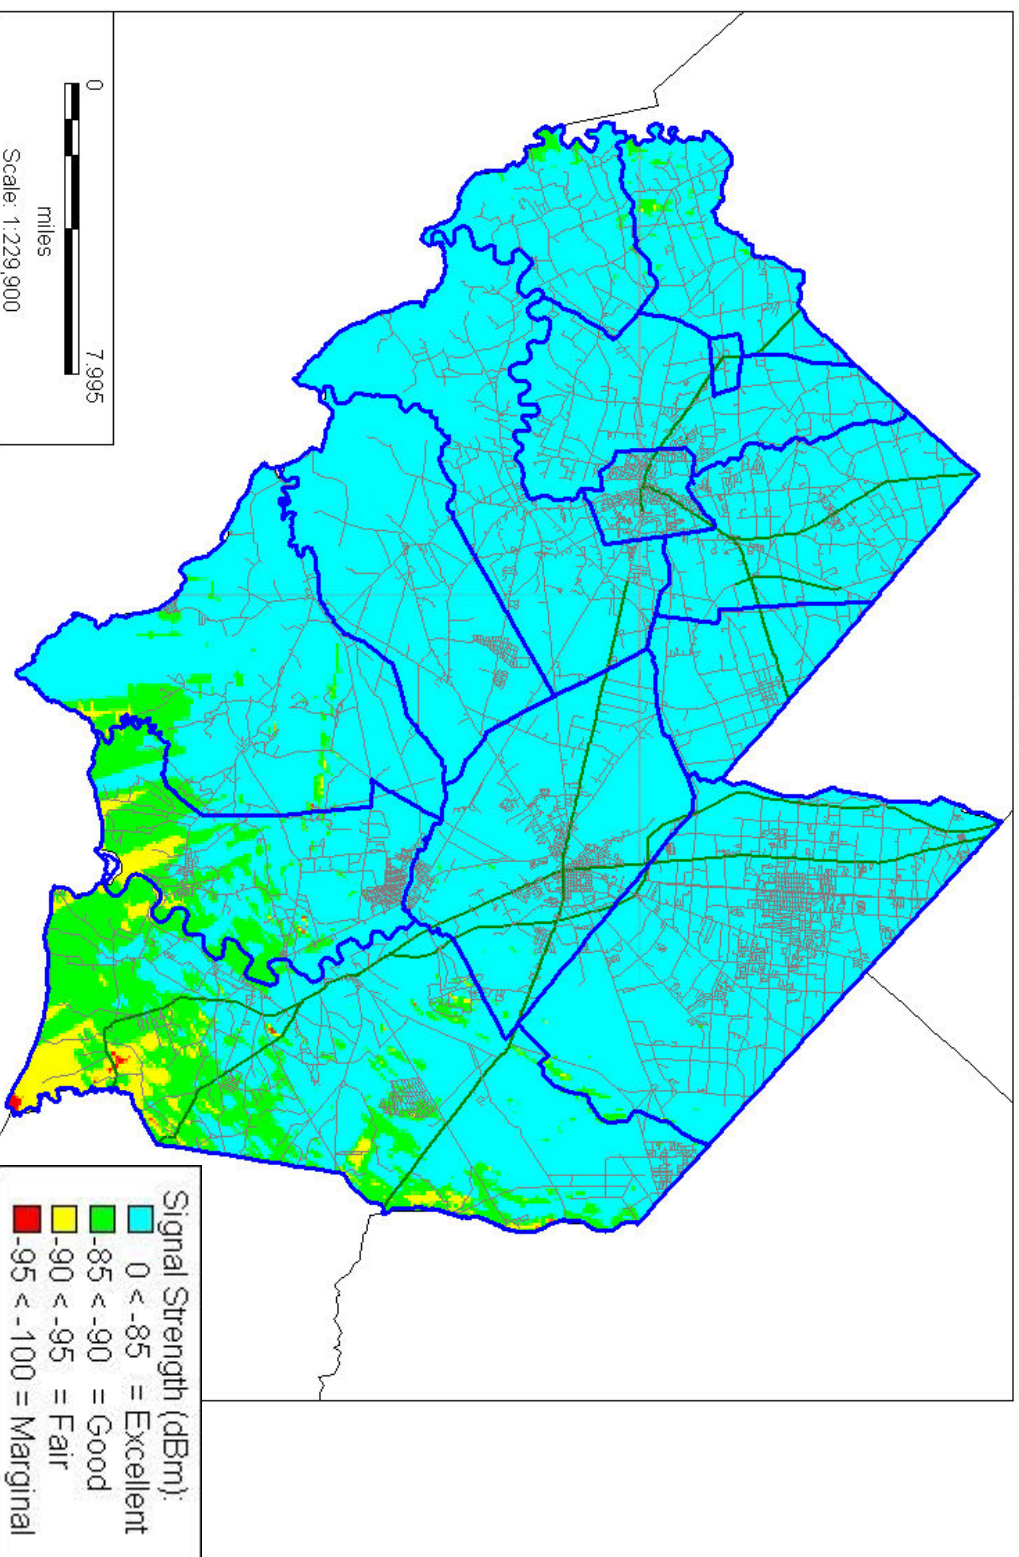 0
7.995
miles
Scale: 1:229,900
Signal Strength (dBm):
0 < -85 = Excellent
-85 < -90 = Good
-90 < -95 = Fair
-95 < -100 = Marginal